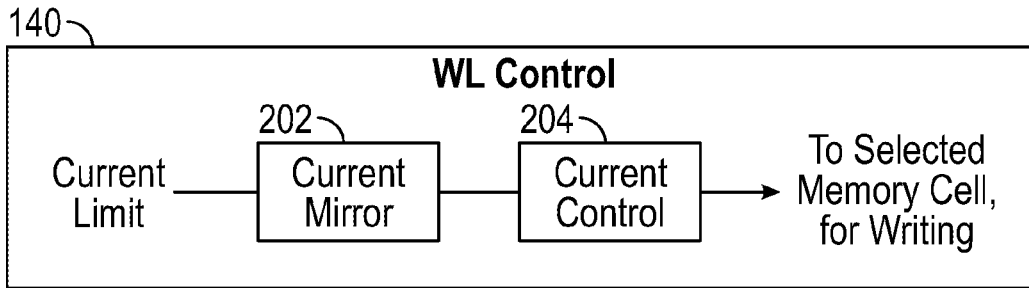 140
WL Control
202
204
Current
Limit
Current
Mirror
Current
Control
To Selected
Memory Cell,
for Writing